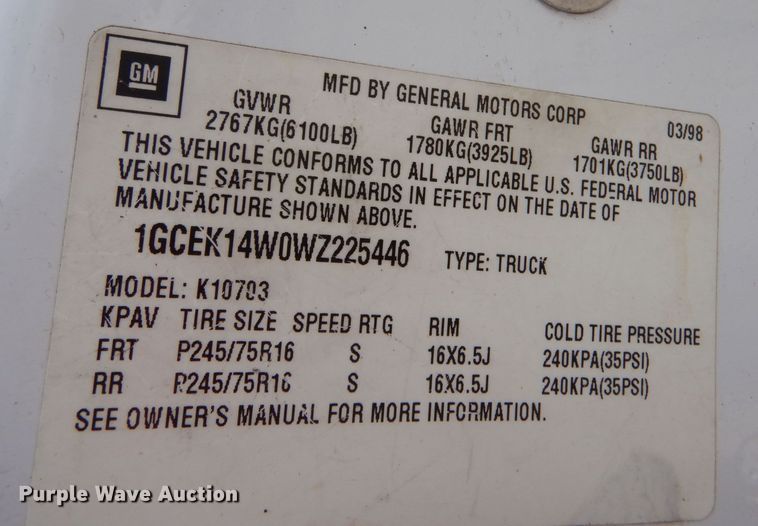 GM
MFD BY GENERAL MOTORS CORP 03/98
GVWR GAWR FRT GAWR RR
2767KG(6100LB) 1780KG(3925LB) 1701KG(3750LB)
THIS VEHICLE CONFORMS TO ALL APPLICABLE U.S. FEDERAL MOTOR
VEHICLE SAFETY STANDARDS IN EFFECT ON THE DATE OF
MANUFACTURE SHOWN ABOVE.
1GCEK14W0WZ225446 TYPE: TRUCK
MODEL: K10703
KPAV TIRE SIZE SPEED RTG RIM COLD TIRE PRESSURE
FRT P245/75R16 S 16X6.5J 240KPA(35PSI)
RR P245/75R16 S 16X6.5J 240KPA(35PSI)
SEE OWNER'S MANUAL FOR MORE INFORMATION.
Purple Wave Auction